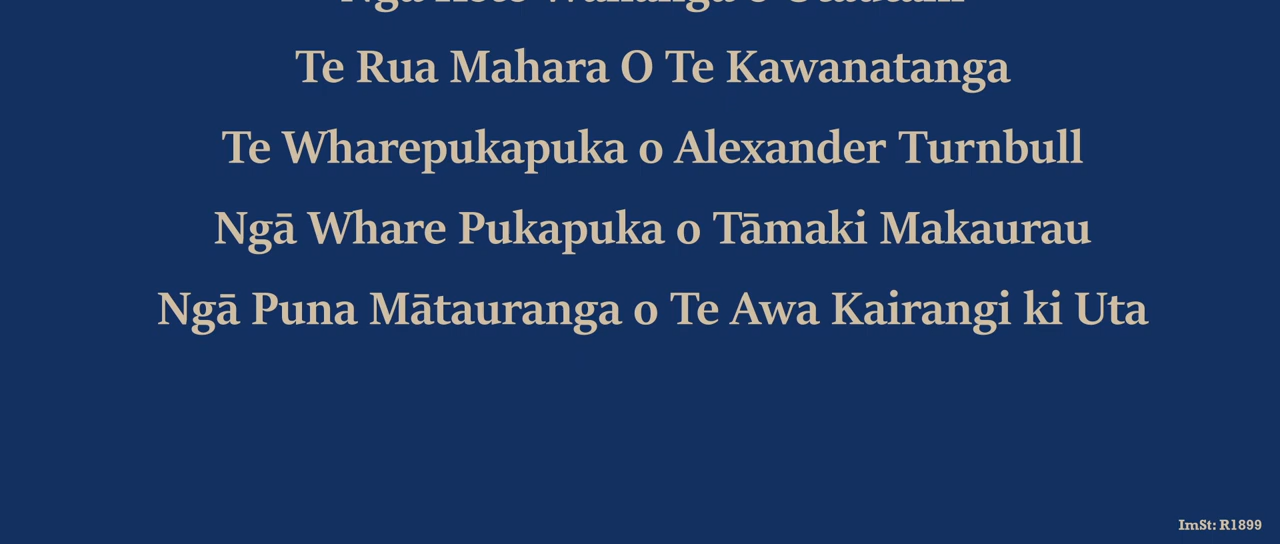 Te Rua Mahara O Te Kawanatanga
Te Wharepukapuka o Alexander Turnbull
Ngā Whare Pukapuka o Tāmaki Makaurau
Ngā Puna Mātauranga o Te Awa Kairangi ki Uta
ImSt: R1899